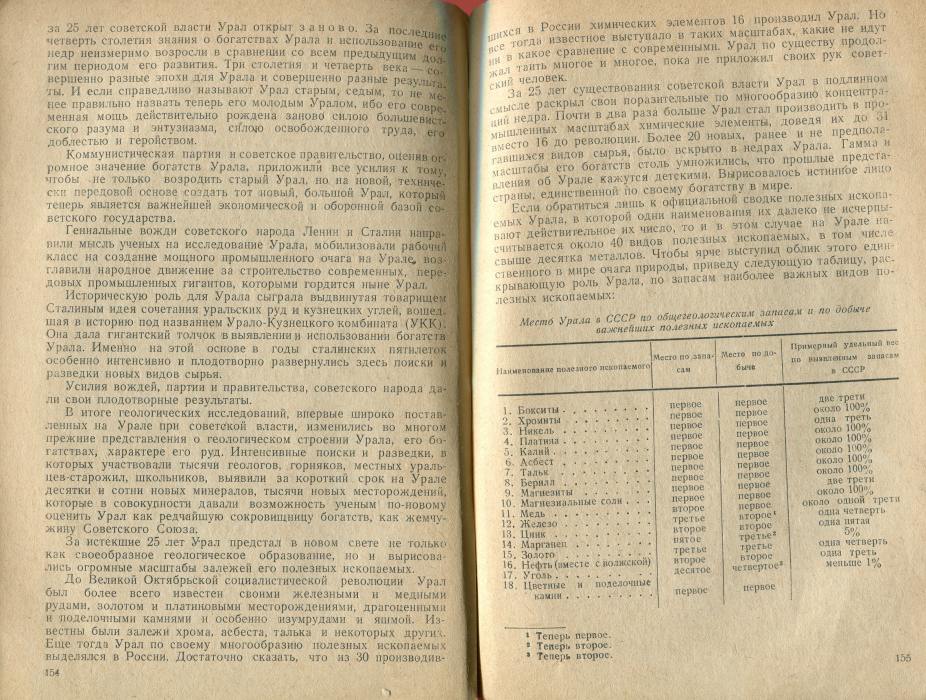 за 25 лет советской власти Урал открыт заново. За последние
четверть столетия знания о богатствах Урала и использование его
недр неизмеримо возросли в сравнении со всем предыдущим дол-
гим периодом его развития. Три столетия и четверть века — со-
вершенно разные эпохи для Урала и совершенно разные результа-
ты. И если справедливо называют Урал старым, седым, то не ме-
нее правильно назвать теперь его молодым Уралом, ибо его совре-
менная мощь действительно рождена заново силою большевист-
ского разума и энтузиазма, силою освобожденного труда, его
доблестью и геройством.
Коммунистическая партия и советское правительство, оценив ог-
ромное значение богатств Урала, приложили все усилия к тому,
чтобы не только возродить старый Урал, но на новой, техниче-
ски передовой основе создать тот новый, большой Урал, который
теперь является важнейшей экономической и оборонной базой со-
ветского государства.
Гениальные вожди советского народа Ленин и Сталин напра-
вили мысль ученых на исследование Урала, мобилизовали рабочий
класс на создание мощного промышленного очага на Урале, воз-
главили народное движение за строительство современных, пере-
довых промышленных гигантов, которыми гордится ныне Урал.
Историческую роль для Урала сыграла выдвинутая товарищем
Сталиным идея сочетания уральских руд и кузнецких углей, вошед-
шая в историю под названием Урало-Кузнецкого комбината (УКК).
Она дала гигантский толчок в выявлении и использовании богатств
Урала. Именно на этой основе в годы сталинских пятилеток
особенно интенсивно и плодотворно развернулись здесь поиски и
разведки новых видов сырья.
Усилия вождей, партии и правительства, советского народа да-
ли свои плодотворные результаты.
В итоге геологических исследований, впервые широко постав-
ленных на Урале при советской власти, изменились во многом
прежние представления о геологическом строении Урала, его бо-
гатствах, характере его руд. Интенсивные поиски и разведки, в
которых участвовали тысячи геологов, горняков, местных ураль-
цев-старожил, школьников, выявили за короткий срок на Урале
десятки и сотни новых минералов, тысячи новых месторождений,
которые в совокупности давали возможность ученым по-новому
оценить Урал как редчайшую сокровищницу богатств, как жемчу-
жину Советского Союза.
За истекшие 25 лет Урал предстал в новом свете не только
как своеобразное геологическое образование, но и вырисова-
лись огромные масштабы залежей его полезных ископаемых.
До Великой Октябрьской социалистической революции Урал
был более всего известен своими железными и медными
рудами, золотом и платиновыми месторождениями, драгоценными
и поделочными камнями и особенно изумрудами и яшмой. Из-
вестны были залежи хрома, асбеста, талька и некоторых других.
Еще тогда Урал по своему многообразию полезных ископаемых
выделялся в России. Достаточно сказать, что из 30 производив-
154
шихся в России химических элементов 16 производил Урал. Но
все тогда известное выступало в таких масштабах, какие не идут
ни в какое сравнение с современными. Урал по существу продол-
жал таить многое и многое, пока не приложил своих рук совет-
ский человек.
За 25 лет существования советской власти Урал в подлинном
смысле раскрыл свои поразительные по многообразию концентра-
ции недра. Почти в два раза больше Урал стал производить в про-
мышленных масштабах химические элементы, доведя их до 31
вместо 16 до революции. Более 20 новых, ранее и не предпола-
гавшихся видов сырья, было вскрыто в недрах Урала. Гамма и
масштабы его богатств столь умножились, что прошлые предста-
вления об Урале кажутся детскими. Вырисовалось истинное лицо
страны, единственной по своему богатству в мире.
Если обратиться лишь к официальной сводке полезных ископа-
емых Урала, в которой одни наименования их далеко не исчерпы-
вают действительное их число, то и в этом случае на Урале на-
считывается около 40 видов полезных ископаемых, в том числе
свыше десятка металлов. Чтобы ярче выступил облик этого един-
ственного в мире очага природы, приведу следующую таблицу, рас-
крывающую роль Урала, по запасам наиболее важных видов по-
лезных ископаемых:
Место Урала в СССР по общегеологическим запасам и по добыче
важнейших полезных ископаемых
Наименование полезного ископаемого | Место по запа-сам | Место по до-быче | Примерный удельный вес по выявленным запасам в СССР
1. Бокситы . . . . . . . . . первое первое две трети
2. Хромиты . . . . . . . . первое первое около 100%
3. Никель . . . . . . . . . первое первое одна треть
4. Платина . . . . . . . . первое первое около 100%
5. Калий . . . . . . . . . первое первое около 100%
6. Асбест . . . . . . . . . первое первое около 100%
7. Тальк . . . . . . . . . первое первое около 100%
8. Берилл . . . . . . . . . первое первое около 100%
9. Магнезиты . . . . . . . первое первое две трети
10. Магнезиальные соли . . . первое первое около 100%
11. Медь . . . . . . . . . второе первое около одной трети
12. Железо . . . . . . . . третье второе¹ одна четверть
13. Цинк . . . . . . . . . второе второе одна пятая
14. Марганец . . . . . . . пятое третье² 5%
15. Золото . . . . . . . . третье третье одна четверть
16. Нефть (вместе с волжской) второе второе одна треть
17. Уголь . . . . . . . . . десятое четвертое³ меньше 1%
18. Цветные и поделочные
камни . . . . . . . . . первое первое
¹ Теперь первое.
² Теперь второе.
³ Теперь второе.
155